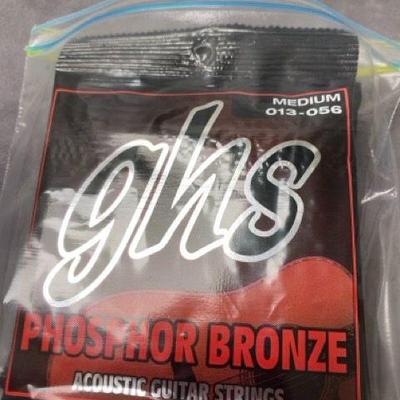 MEDIUM
013-056
ghs
PHOSPHOR BRONZE
ACOUSTIC GUITAR STRINGS